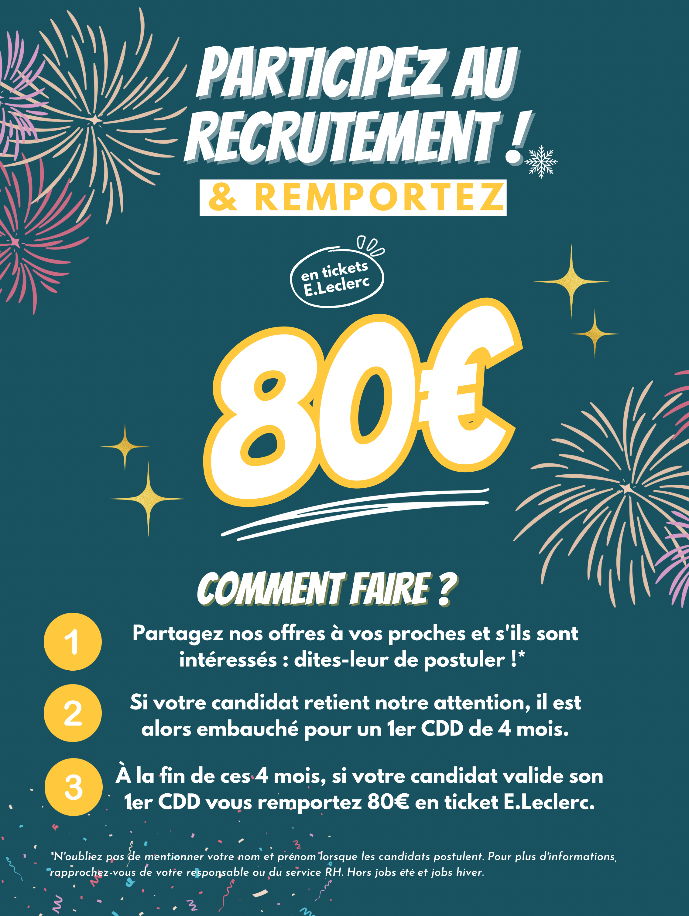 PARTICIPEZ AU
RECRUTEMENT !
& REMPORTEZ
en tickets
E.Leclerc
80€
COMMENT FAIRE ?
1
Partagez nos offres à vos proches et s'ils sont
intéressés : dites-leur de postuler !*
2
Si votre candidat retient notre attention, il est
alors embauché pour un 1er CDD de 4 mois.
3
À la fin de ces 4 mois, si votre candidat valide son
1er CDD vous remportez 80€ en ticket E.Leclerc.
*N'oubliez pas de mentionner votre nom et prénom lorsque les candidats postulent. Pour plus d'informations,
rapprochez-vous de votre responsable ou du service RH. Hors jobs été et jobs hiver.